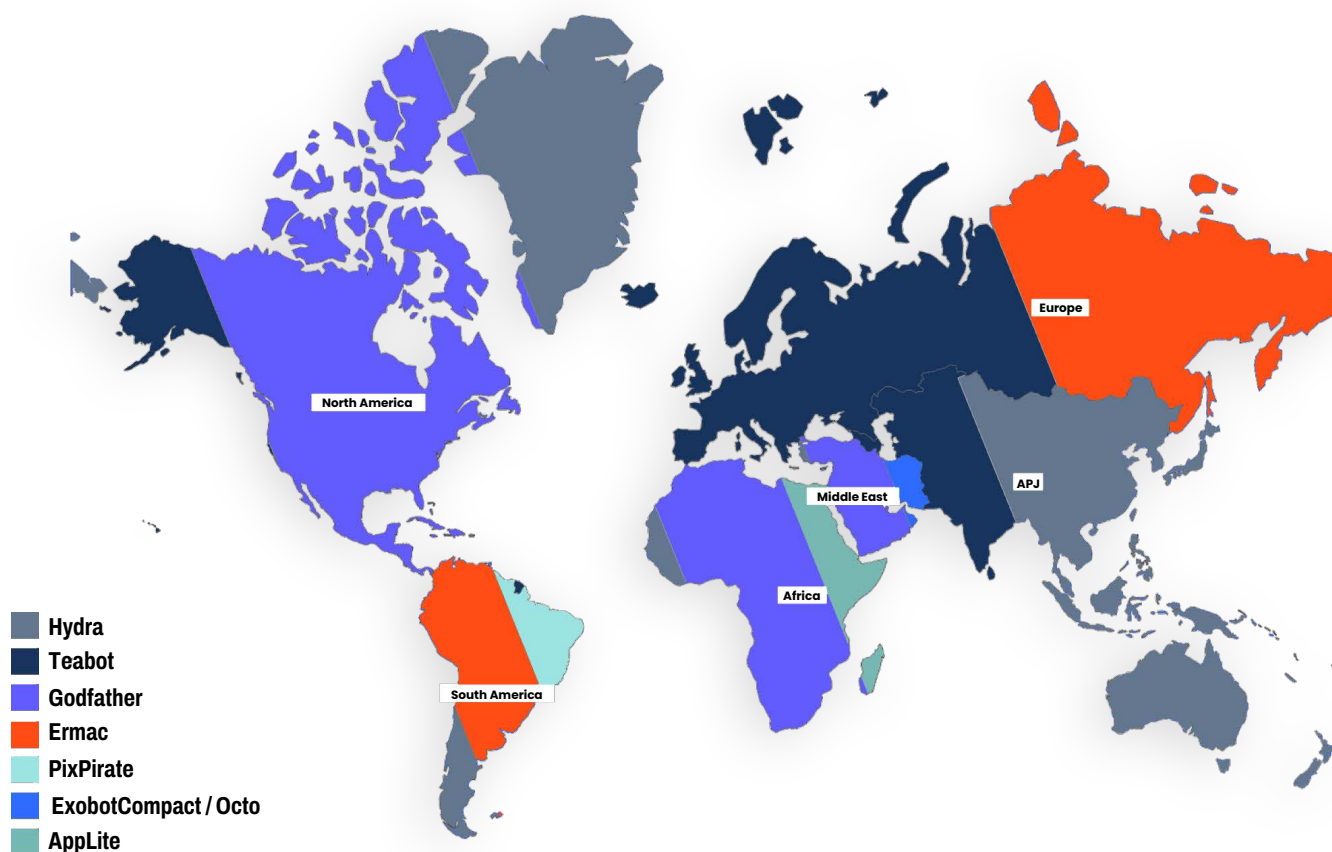 Europe
North America
APJ
Middle East
Africa
South America
Hydra
Teabot
Godfather
Ermac
PixPirate
ExobotCompact / Octo
AppLite